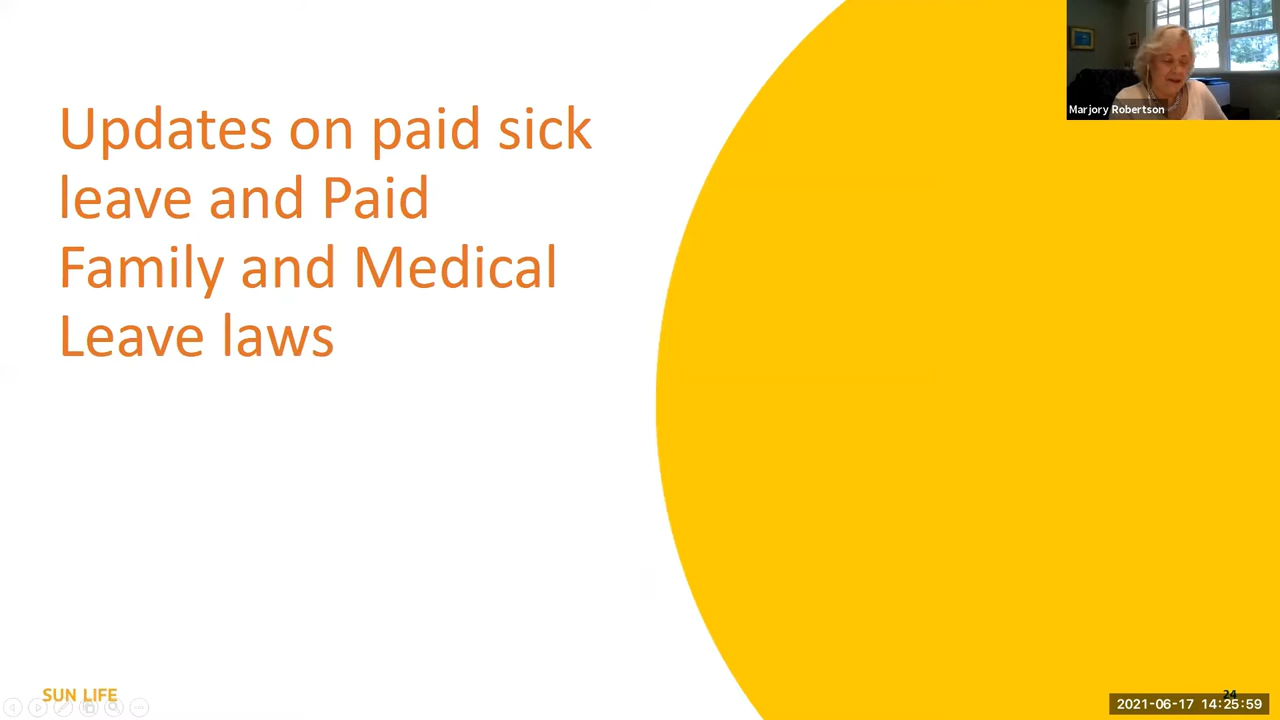 Updates on paid sick
leave and Paid
Family and Medical
Leave laws
Marjory Robertson
SUN LIFE
24
2021-06-17 14:25:59